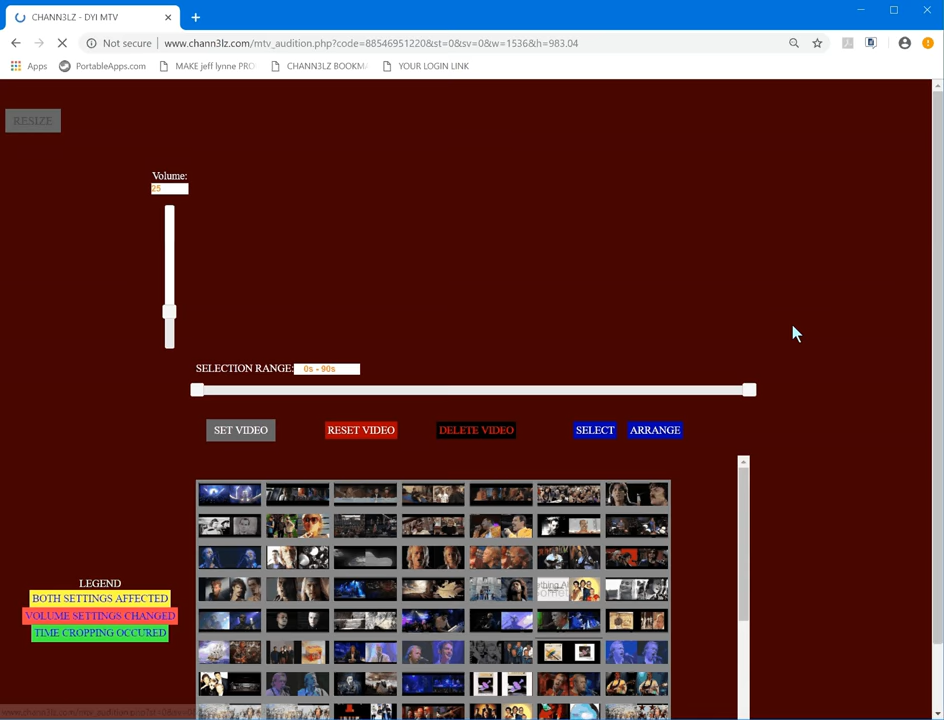 CHANN3LZ - DYI MTV
Not secure
www.chann3lz.com/mtv_audition.php?code=88546951220&st=0&sv=0&w=1536&h=983.04
Apps
PortableApps.com
MAKE jeff lynne PRO
CHANN3LZ BOOKM
YOUR LOGIN LINK
RESIZE
Volume:
25
SELECTION RANGE: 0s - 90s
SET VIDEO
RESET VIDEO
DELETE VIDEO
SELECT
ARRANGE
LEGEND
BOTH SETTINGS AFFECTED
VOLUME SETTINGS CHANGED
TIME CROPPING OCCURED